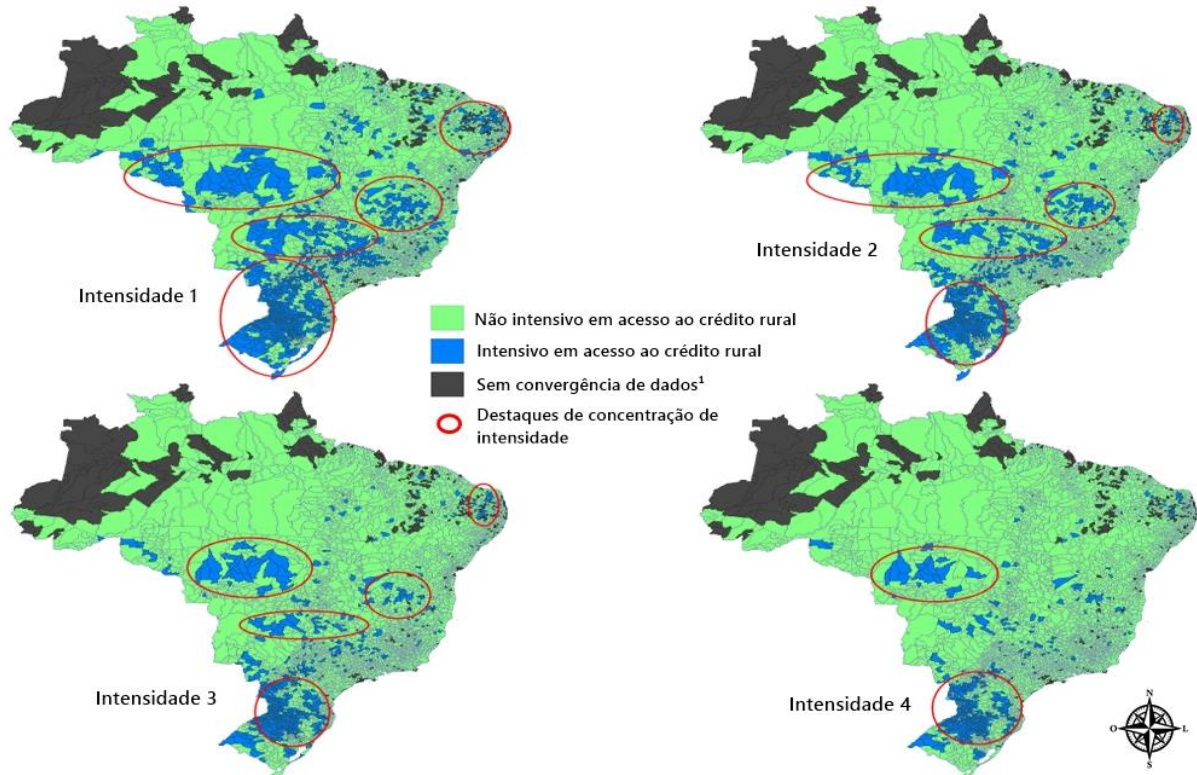 Intensidade 1
Intensidade 2
Não intensivo em acesso ao crédito rural
Intensivo em acesso ao crédito rural
Sem convergência de dados¹
Destaques de concentração de
intensidade
Intensidade 3
Intensidade 4
N
O
L
S